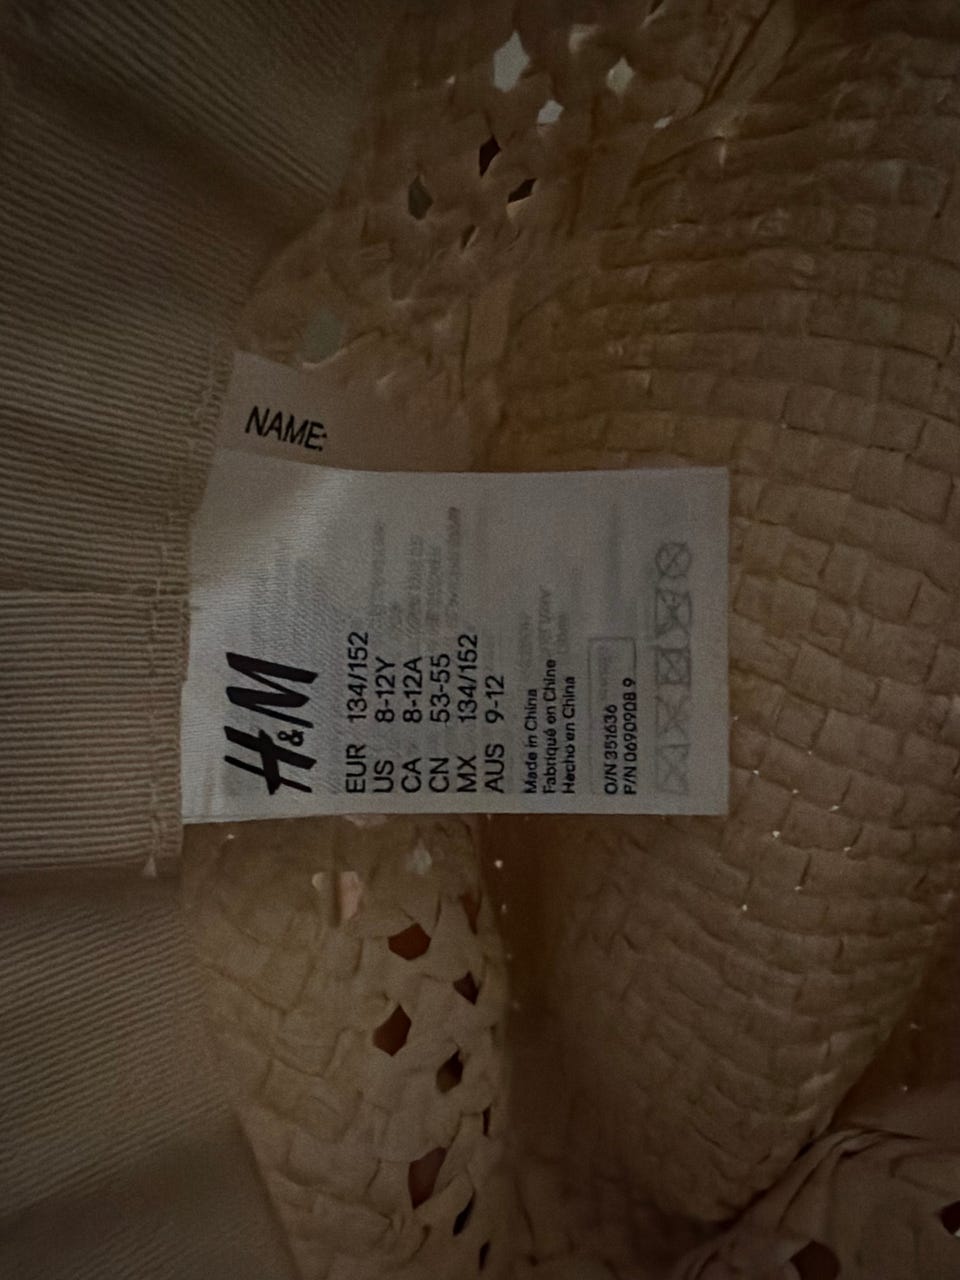 NAME:
H&M
EUR 134/152
US 8-12Y
CA 8-12A
CN 53-55
MX 134/152
AUS 9-12
Made in China
Fabriqué en Chine
Hecho en China
O/N 351636
P/N 0690908 9